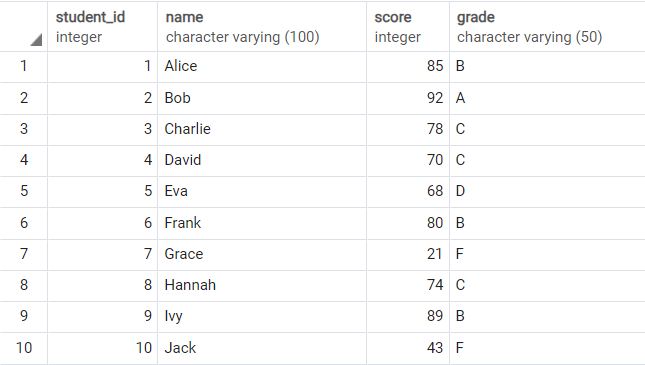 student_id name score grade
integer character varying (100) integer character varying (50)
1 1 Alice 85 B
2 2 Bob 92 A
3 3 Charlie 78 C
4 4 David 70 C
5 5 Eva 68 D
6 6 Frank 80 B
7 7 Grace 21 F
8 8 Hannah 74 C
9 9 Ivy 89 B
10 10 Jack 43 F